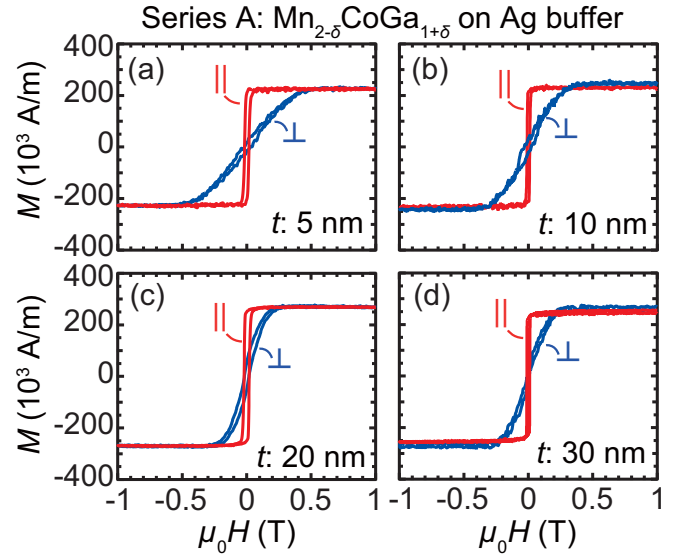 Series A: Mn2-δCoGa1+δ on Ag buffer
400
200
0
-200
-400
M (10³ A/m)
(a)
||
⊥
t: 5 nm
(b)
||
⊥
t: 10 nm
400
200
0
-200
-400
M (10³ A/m)
(c)
||
⊥
t: 20 nm
(d)
||
⊥
t: 30 nm
-1 -0.5 0 0.5 1
-1 -0.5 0 0.5 1
μ0H (T)
μ0H (T)